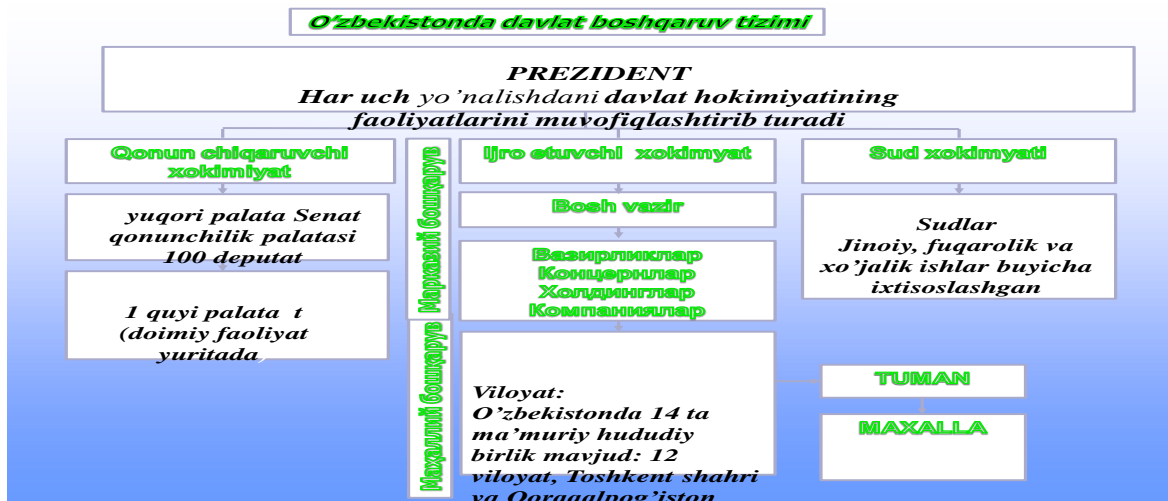 O'zbekistonda davlat boshqaruv tizimi
PREZIDENT
Har uch yo'nalishdani davlat hokimiyatining
faoliyatlarini muvofiqlashtirib turadi
Qonun chiqaruvchi
xokimiyat
yuqori palata Senat
qonunchilik palatasi
100 deputat
1 quyi palata t
(doimiy faoliyat
yuritada
Марказий бошқарув
Маҳаллий бошқарув
Ijro etuvchi xokimyat
Bosh vazir
Вазирликлар
Концернлар
Холдинглар
Компаниялар
Viloyat:
O'zbekistonda 14 ta
ma'muriy hududiy
birlik mavjud: 12
viloyat, Toshkent shahri
va Qoraqalpog'iston
Sud xokimyati
Sudlar
Jinoiy, fuqarolik va
xo'jalik ishlar buyicha
ixtisoslashgan
TUMAN
MAXALLA